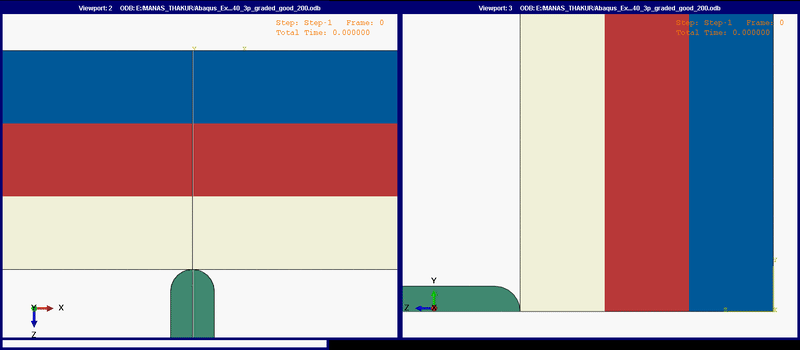 Viewport: 2 ODB: E:/MANAS_THAKUR/Abaqus_Ex...40_3p_graded_good_200.odb
Step: Step-1 Frame: 0
Total Time: 0.000000
Y
X
Z
Viewport: 3 ODB: E:/MANAS_THAKUR/Abaqus_Ex...40_3p_graded_good_200.odb
Step: Step-1 Frame: 0
Total Time: 0.000000
Y
Z
X